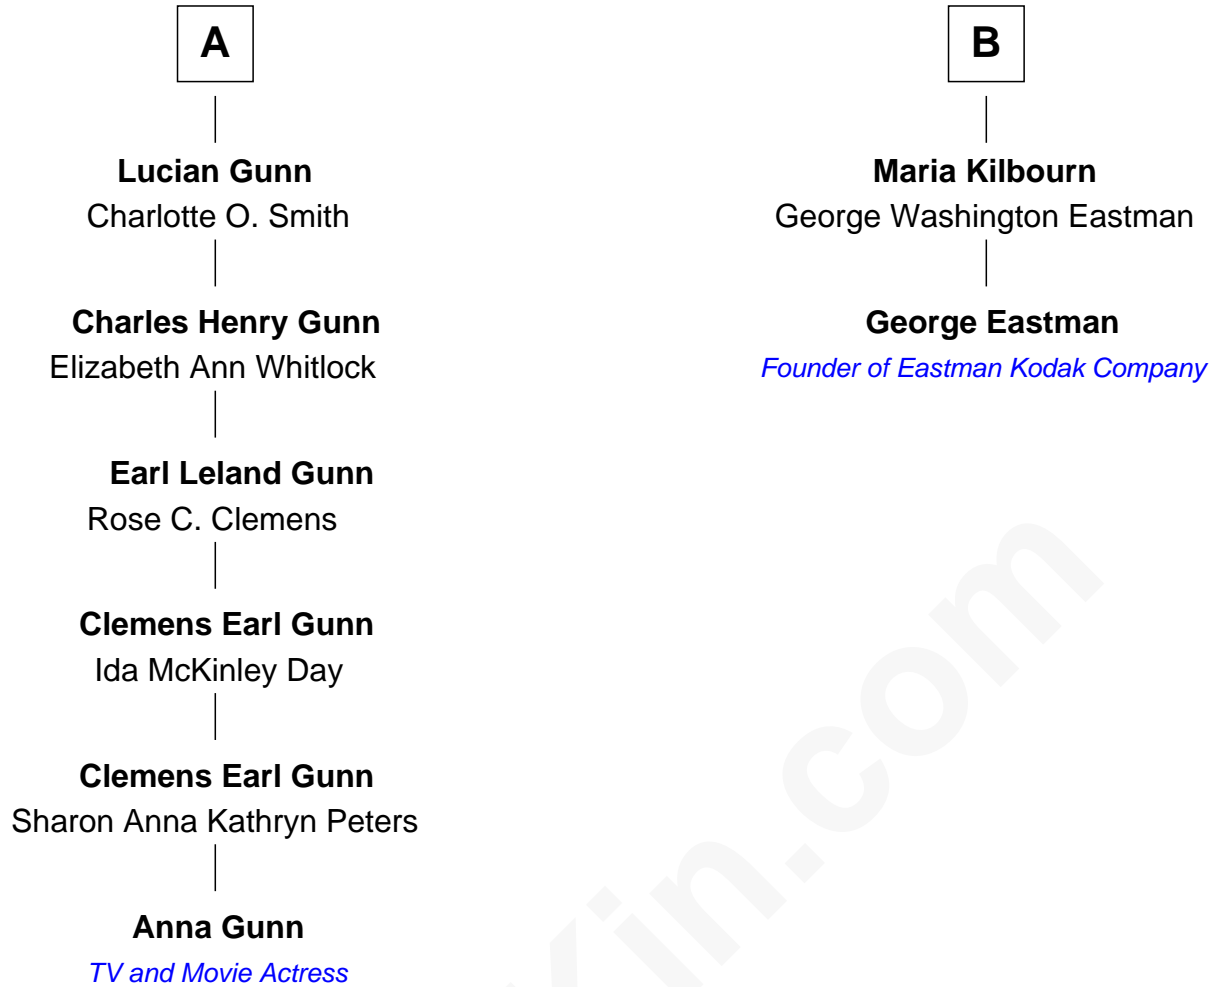 A
Lucian Gunn
Charlotte O. Smith
Charles Henry Gunn
Elizabeth Ann Whitlock
Earl Leland Gunn
Rose C. Clemens
Clemens Earl Gunn
Ida McKinley Day
Clemens Earl Gunn
Sharon Anna Kathryn Peters
Anna Gunn
TV and Movie Actress
B
Maria Kilbourn
George Washington Eastman
George Eastman
Founder of Eastman Kodak Company